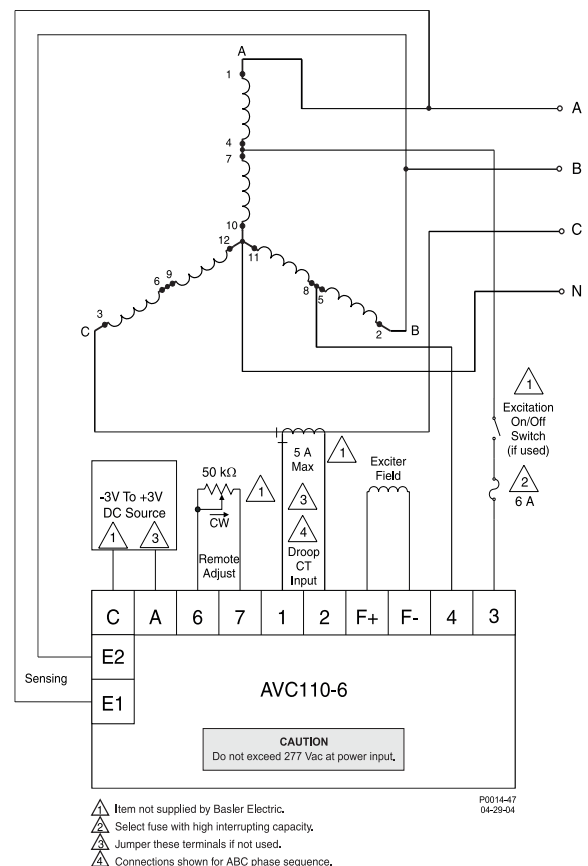 A
1
4
7
10
12
11
9
6
3
C
8
5
2
B
A
B
C
N
1
Excitation
On/Off
Switch
(if used)
2
6 A
-3V To +3V
DC Source
1
3
50 kΩ
CW
1
Remote
Adjust
5 A
Max
1
3
4
Droop
CT
Input
Exciter
Field
C A 6 7 1 2 F+ F- 4 3
E2
Sensing
E1
AVC110-6
CAUTION
Do not exceed 277 Vac at power input.
P0014-47
04-29-04
1 Item not supplied by Basler Electric.
2 Select fuse with high interrupting capacity.
3 Jumper these terminals if not used.
4 Connections shown for ABC phase sequence.